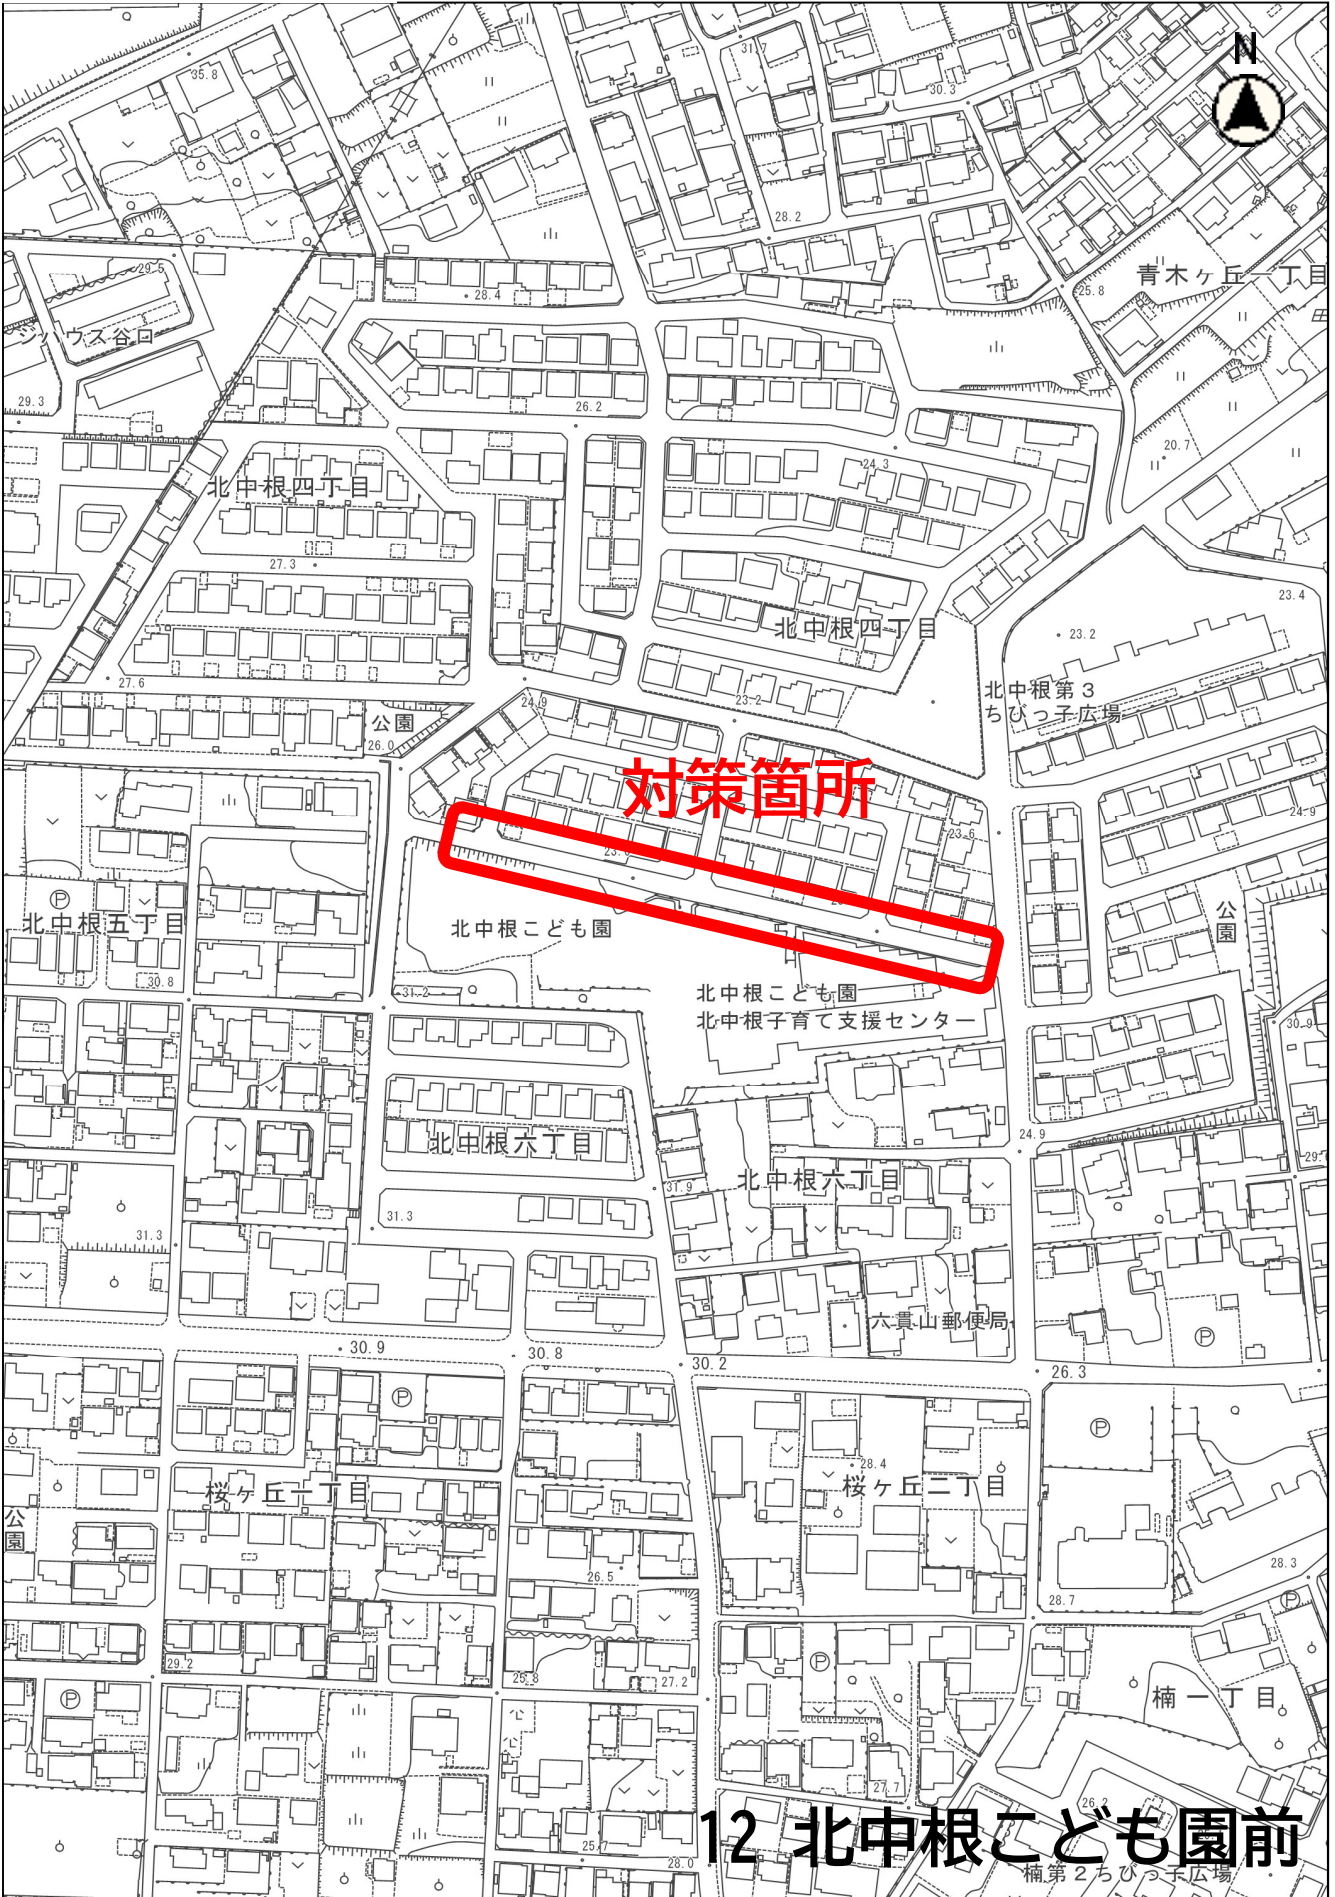 N
31.7
35.8
30.3
28.2
青木ヶ丘一丁目
29.5
28.4
25.8
ジハウス谷口
29.3
26.2
24.3
20.7
北中根四丁目
27.3
23.4
北中根四丁目
23.2
27.6
北中根第3
ちびっ子広場
24.9
23.2
公園
26.0
対策箇所
24.9
23.6
P
北中根五丁目
北中根こども園
公園
30.8
31.2
北中根こども園
北中根子育て支援センター
30.9
24.9
北中根六丁目
北中根六丁目
31.9
31.3
31.3
六貫山郵便局
P
30.9
30.8
30.2
26.3
P
P
28.4
桜ヶ丘一丁目
桜ヶ丘二丁目
公園
26.5
28.3
28.7
P
29.2
25.8
27.2
P
P
楠一丁目
27.7
26.2
12 北中根こども園前
25.7
28.0
楠第2ちびっ子広場